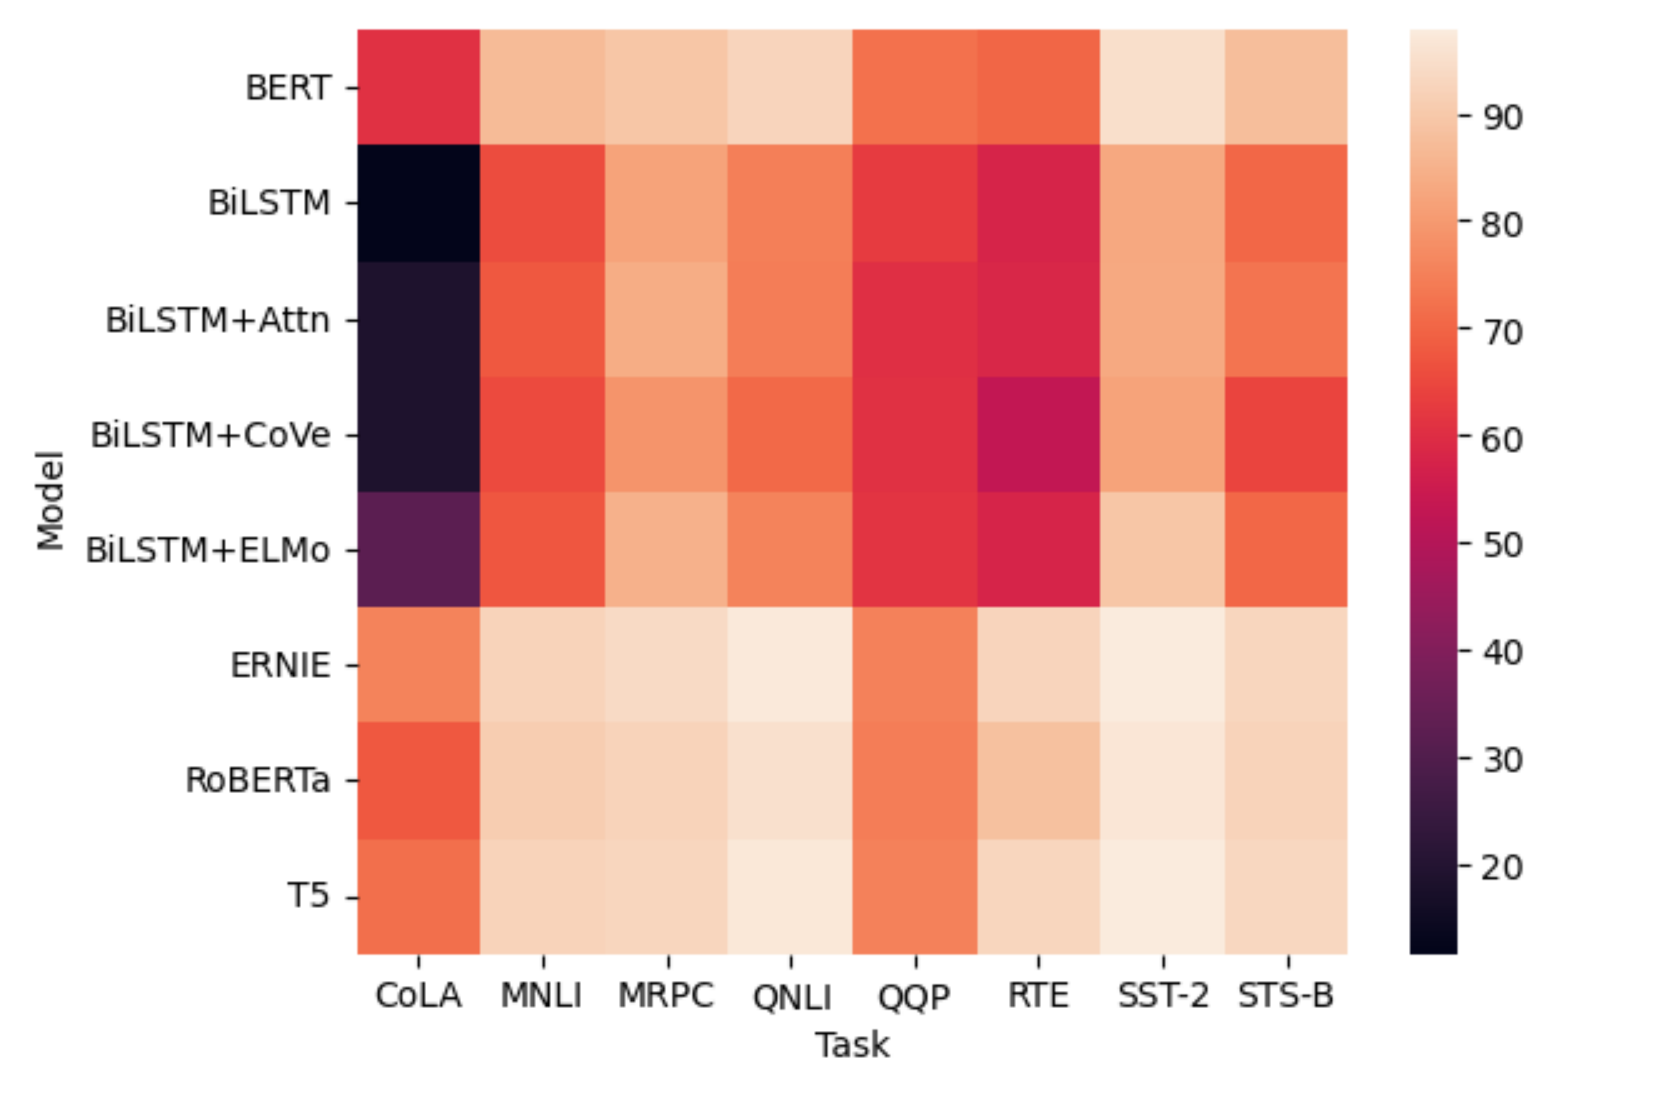 Model
BERT
BiLSTM
BiLSTM+Attn
BiLSTM+CoVe
BiLSTM+ELMo
ERNIE
RoBERTa
T5
CoLA MNLI MRPC QNLI QQP RTE SST-2 STS-B
Task
90
80
70
60
50
40
30
20